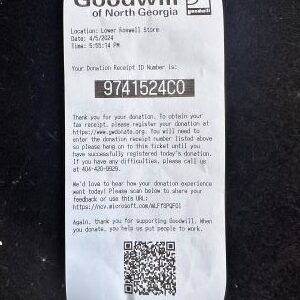 Goodwill
of North Georgia
goodwill
Location: Lower Roswell Store
Date: 4/5/2024
Time: 5:55:14 PM
Your Donation Receipt ID Number is:
9741524C0
Thank you for your donation. To obtain your
tax receipt, please register your donation at
https://www.gwdonate.org. You will need to
enter the donation receipt number listed above
so please hang on to this ticket until you
have successfully registered today's donation.
If you have any difficulties, please call us
at 404-420-9929.
We'd love to hear how your donation experience
went today! Please scan below to share your
feedback or use this URL:
Again, thank you for supporting Goodwill. When
you donate, you help us put people to work.